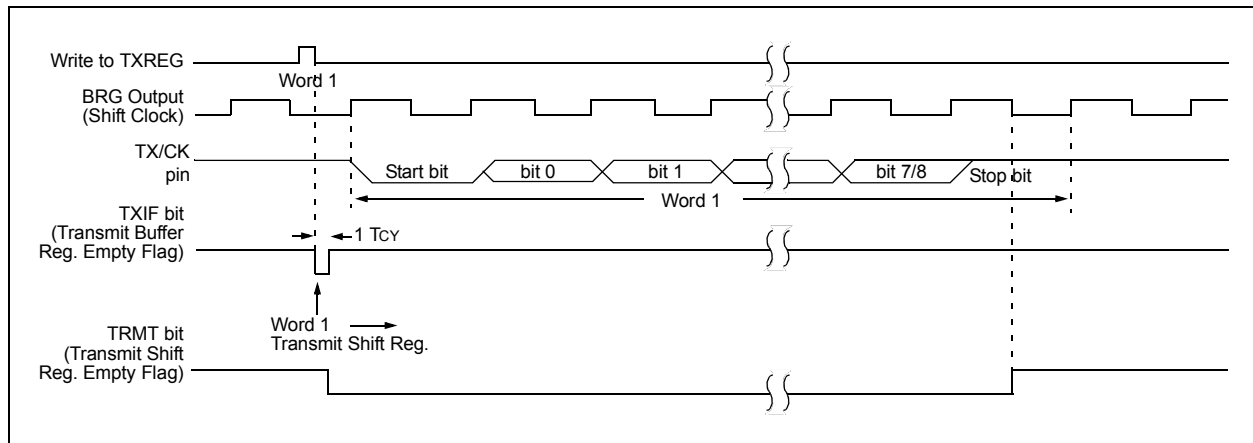 Write to TXREG
Word 1
BRG Output
(Shift Clock)
TX/CK
pin
Start bit
bit 0
bit 1
bit 7/8
Stop bit
Word 1
TXIF bit
(Transmit Buffer
Reg. Empty Flag)
1 TCY
Word 1
Transmit Shift Reg.
TRMT bit
(Transmit Shift
Reg. Empty Flag)